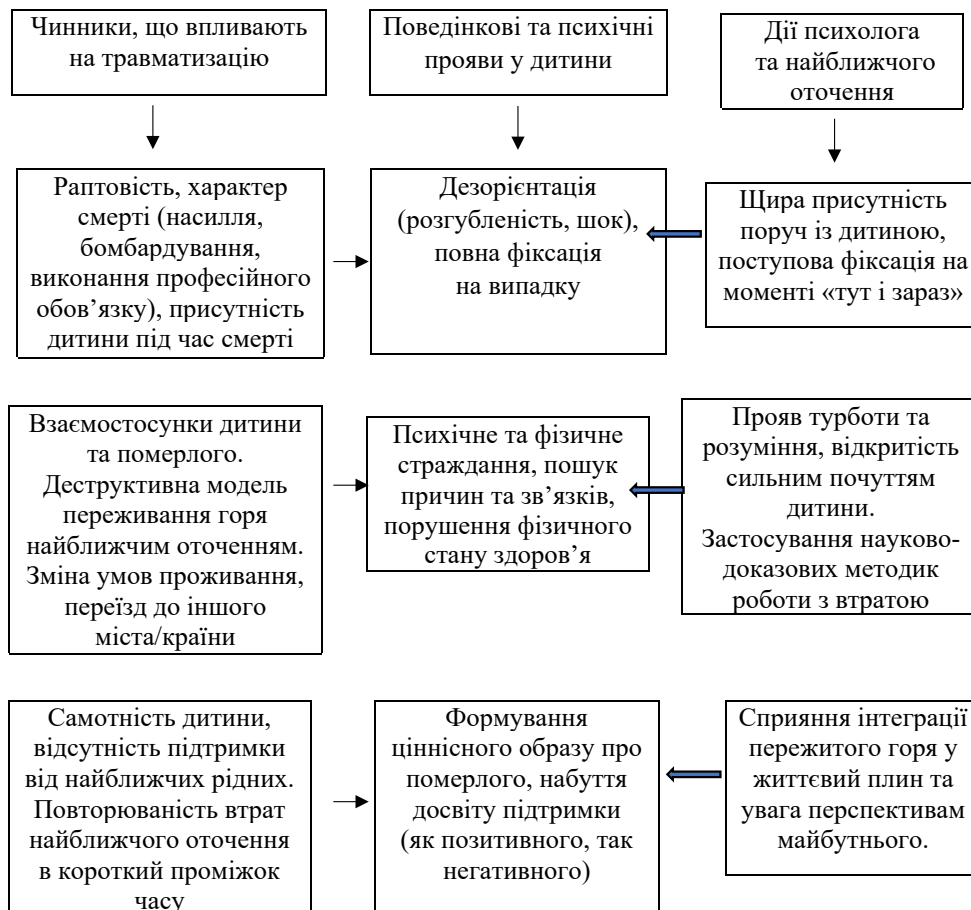 Чинники, що впливають
на травматизацію
Поведінкові та психічні
прояви у дитини
Дії психолога
та найближчого
оточення
Раптовість, характер
смерті (насилля,
бомбардування,
виконання професійного
обов’язку), присутність
дитини під час смерті
Дезорієнтація
(розгубленість, шок),
повна фіксація
на випадку
Щира присутність
поруч із дитиною,
поступова фіксація на
моменті «тут і зараз»
Взаємостосунки дитини
та померлого.
Деструктивна модель
переживання горя
найближчим оточенням.
Зміна умов проживання,
переїзд до іншого
міста/країни
Психічне та фізичне
страждання, пошук
причин та зв’язків,
порушення фізичного
стану здоров’я
Прояв турботи та
розуміння, відкритість
сильним почуттям
дитини.
Застосування науково-
доказових методик
роботи з втратою
Самотність дитини,
відсутність підтримки
від найближчих рідних.
Повторюваність втрат
найближчого оточення
в короткий проміжок
часу
Формування
ціннісного образу про
померлого, набуття
досвіту підтримки
(як позитивного, так
негативного)
Сприяння інтеграції
пережитого горя у
життєвий плин та
увага перспективам
майбутнього.